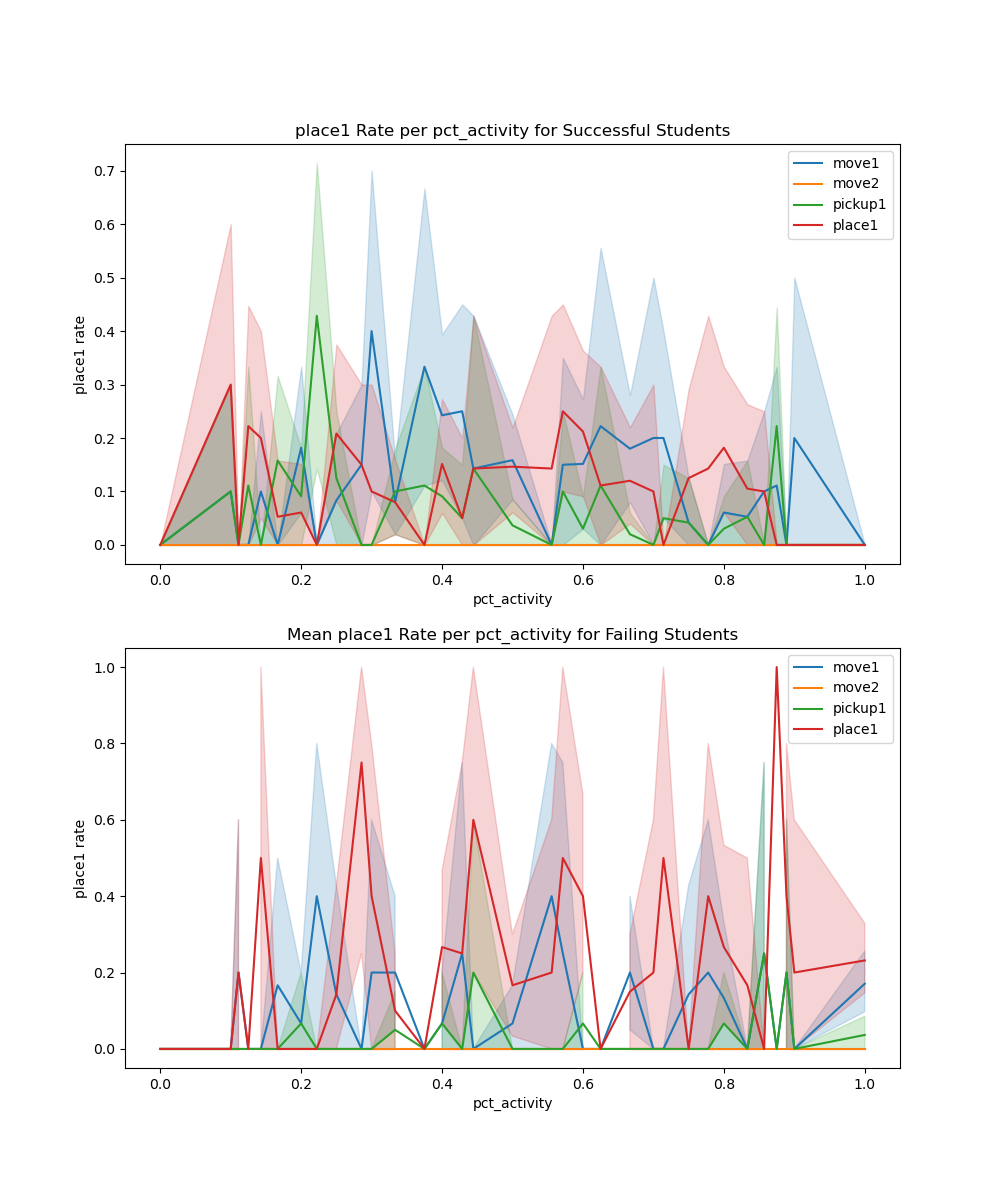 place1 Rate per pct_activity for Successful Students
move1
move2
pickup1
place1
0.7
0.6
0.5
0.4
0.3
0.2
0.1
0.0
place1 rate
0.0 0.2 0.4 0.6 0.8 1.0
pct_activity
Mean place1 Rate per pct_activity for Failing Students
move1
move2
pickup1
place1
1.0
0.8
0.6
0.4
0.2
0.0
place1 rate
0.0 0.2 0.4 0.6 0.8 1.0
pct_activity